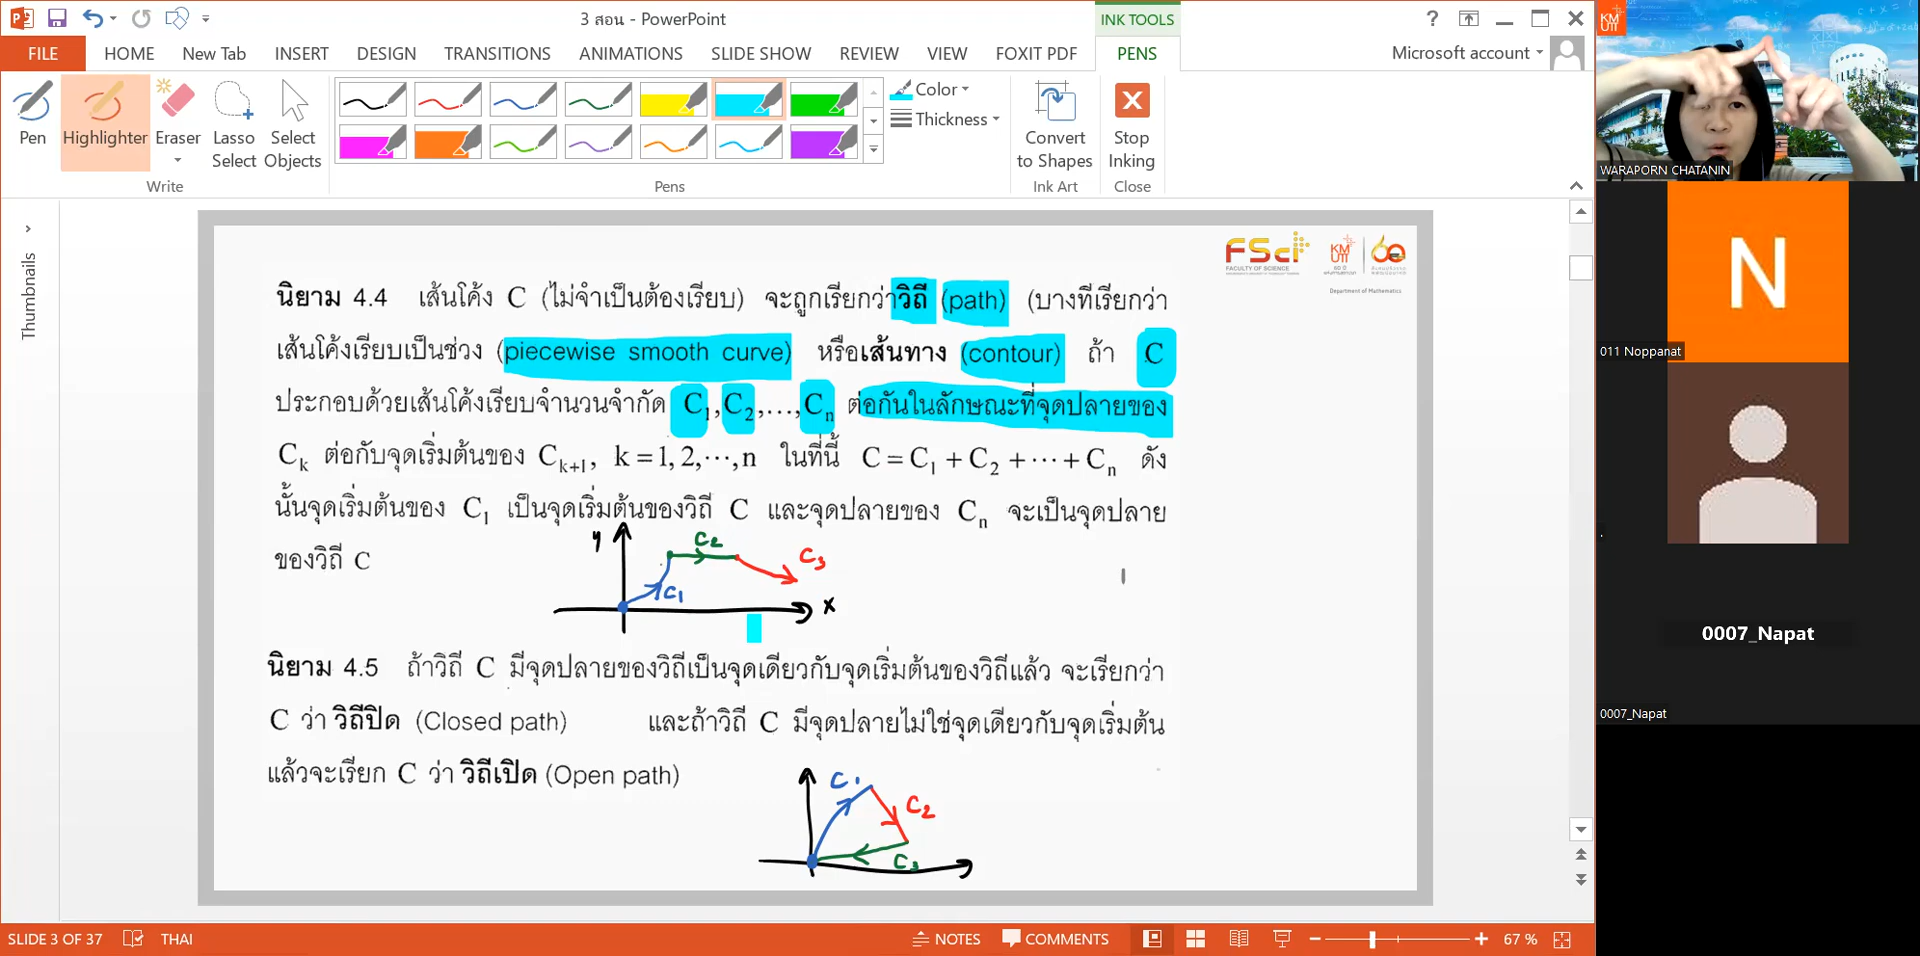 3 สอน - PowerPoint
INK TOOLS
?
FILE
HOME
New Tab
INSERT
DESIGN
TRANSITIONS
ANIMATIONS
SLIDE SHOW
REVIEW
VIEW
FOXIT PDF
PENS
Microsoft account
Pen
Highlighter
Eraser
Lasso Select
Select Objects
Color
Thickness
Convert to Shapes
Stop Inking
Write
Pens
Ink Art
Close
Thumbnails
FSci
FACULTY OF SCIENCE
KM UTT
60
Department of Mathematics
นิยาม 4.4 เส้นโค้ง C (ไม่จำเป็นต้องเรียบ) จะถูกเรียกว่าวิถี (path) (บางทีเรียกว่า
เส้นโค้งเรียบเป็นช่วง (piecewise smooth curve) หรือเส้นทาง (contour) ถ้า C
ประกอบด้วยเส้นโค้งเรียบจำนวนจำกัด C₁,C₂,...,Cₙ ต่อกันในลักษณะที่จุดปลายของ
Cₖ ต่อกับจุดเริ่มต้นของ Cₖ₊₁, k = 1, 2,⋯,n ในที่นี้ C = C₁ + C₂ + ⋯ + Cₙ ดัง
นั้นจุดเริ่มต้นของ C₁ เป็นจุดเริ่มต้นของวิถี C และจุดปลายของ Cₙ จะเป็นจุดปลาย
ของวิถี C
y
C₂
C₃
C₁
x
นิยาม 4.5 ถ้าวิถี C มีจุดปลายของวิถีเป็นจุดเดียวกับจุดเริ่มต้นของวิถีแล้ว จะเรียกว่า
C ว่า วิถีปิด (Closed path) และถ้าวิถี C มีจุดปลายไม่ใช่จุดเดียวกับจุดเริ่มต้น
แล้วจะเรียก C ว่า วิถีเปิด (Open path)
C₁
C₂
C₃
SLIDE 3 OF 37
THAI
NOTES
COMMENTS
67 %
KM UTT
WARAPORN CHATANIN
N
011 Noppanat
.
0007_Napat
0007_Napat